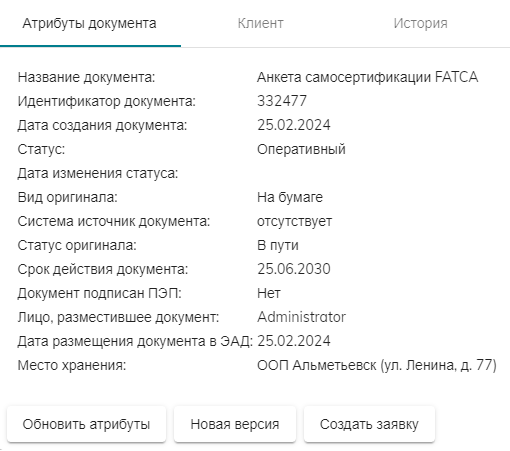 Атрибуты документа Клиент История
Название документа: Анкета самосертификации FATCA
Идентификатор документа: 332477
Дата создания документа: 25.02.2024
Статус: Оперативный
Дата изменения статуса:
Вид оригинала: На бумаге
Система источник документа: отсутствует
Статус оригинала: В пути
Срок действия документа: 25.06.2030
Документ подписан ПЭП: Нет
Лицо, разместившее документ: Administrator
Дата размещения документа в ЭАД: 25.02.2024
Место хранения: ООП Альметьевск (ул. Ленина, д. 77)
Обновить атрибуты Новая версия Создать заявку